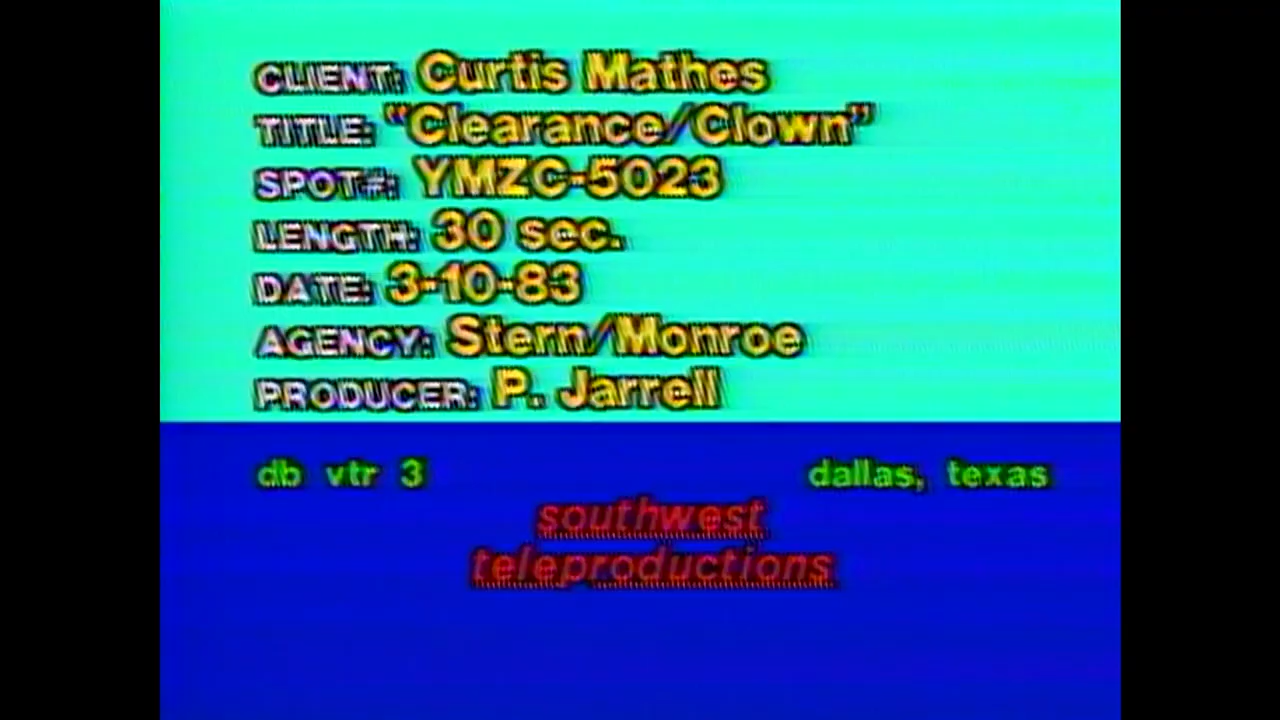 CLIENT: Curtis Mathes
TITLE: "Clearance/Clown"
SPOT#: YMZC-5023
LENGTH: 30 sec.
DATE: 3-10-83
AGENCY: Stern/Monroe
PRODUCER: P. Jarrell
db vtr 3 dallas, texas
southwest
teleproductions